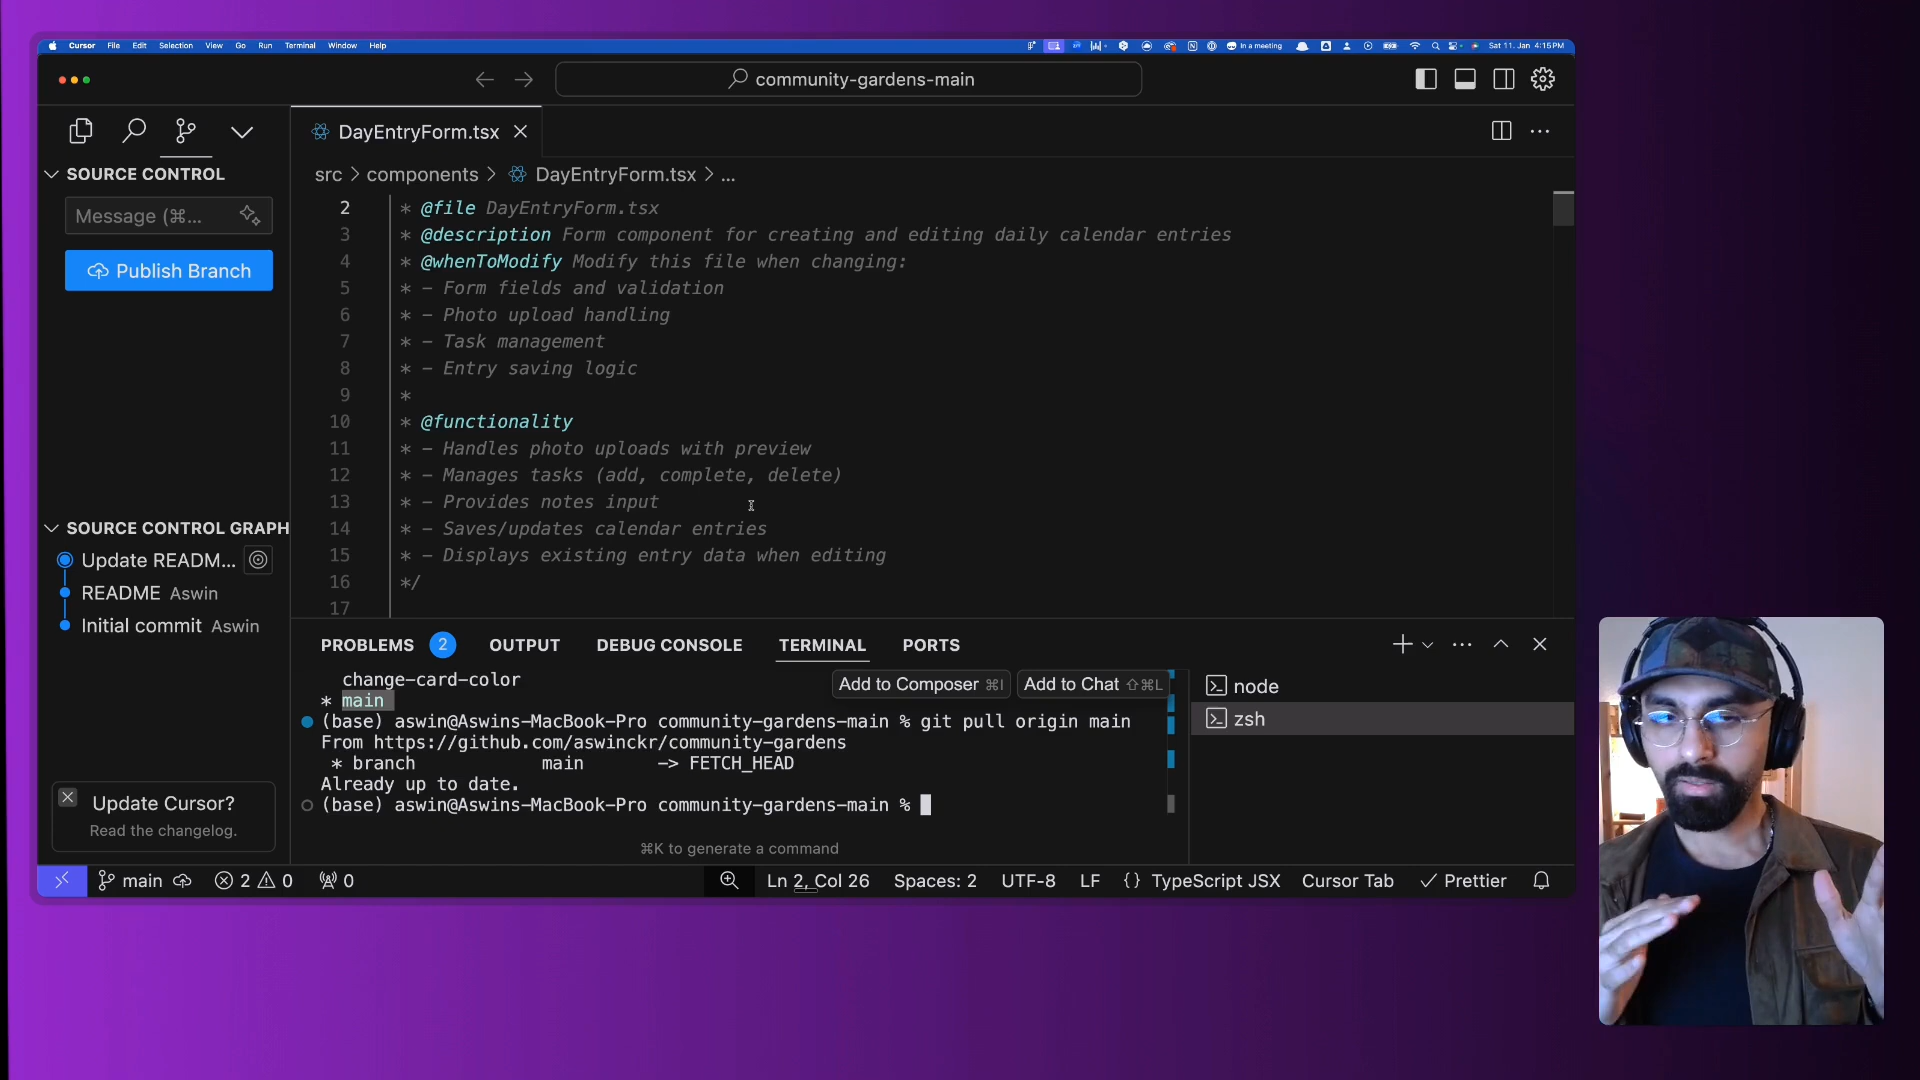 Cursor File Edit Selection View Go Run Terminal Window Help
In a meeting
Sat 11. Jan 4:15 PM
community-gardens-main
DayEntryForm.tsx
SOURCE CONTROL
src > components > DayEntryForm.tsx > ...
Message (⌘...
Publish Branch
2 * @file DayEntryForm.tsx
3 * @description Form component for creating and editing daily calendar entries
4 * @whenToModify Modify this file when changing:
5 * - Form fields and validation
6 * - Photo upload handling
7 * - Task management
8 * - Entry saving logic
9 *
10 * @functionality
11 * - Handles photo uploads with preview
12 * - Manages tasks (add, complete, delete)
13 * - Provides notes input
14 * - Saves/updates calendar entries
15 * - Displays existing entry data when editing
16 */
17
SOURCE CONTROL GRAPH
Update READM...
README Aswin
Initial commit Aswin
PROBLEMS 2 OUTPUT DEBUG CONSOLE TERMINAL PORTS
change-card-color
* main
Add to Composer ⌘I
Add to Chat ⇧⌘L
(base) aswin@Aswins-MacBook-Pro community-gardens-main % git pull origin main
From https://github.com/aswinckr/community-gardens
* branch main -> FETCH_HEAD
Already up to date.
(base) aswin@Aswins-MacBook-Pro community-gardens-main %
⌘K to generate a command
node
zsh
Update Cursor?
Read the changelog.
main
2 0
0
Ln 2, Col 26
Spaces: 2
UTF-8
LF
{} TypeScript JSX
Cursor Tab
Prettier